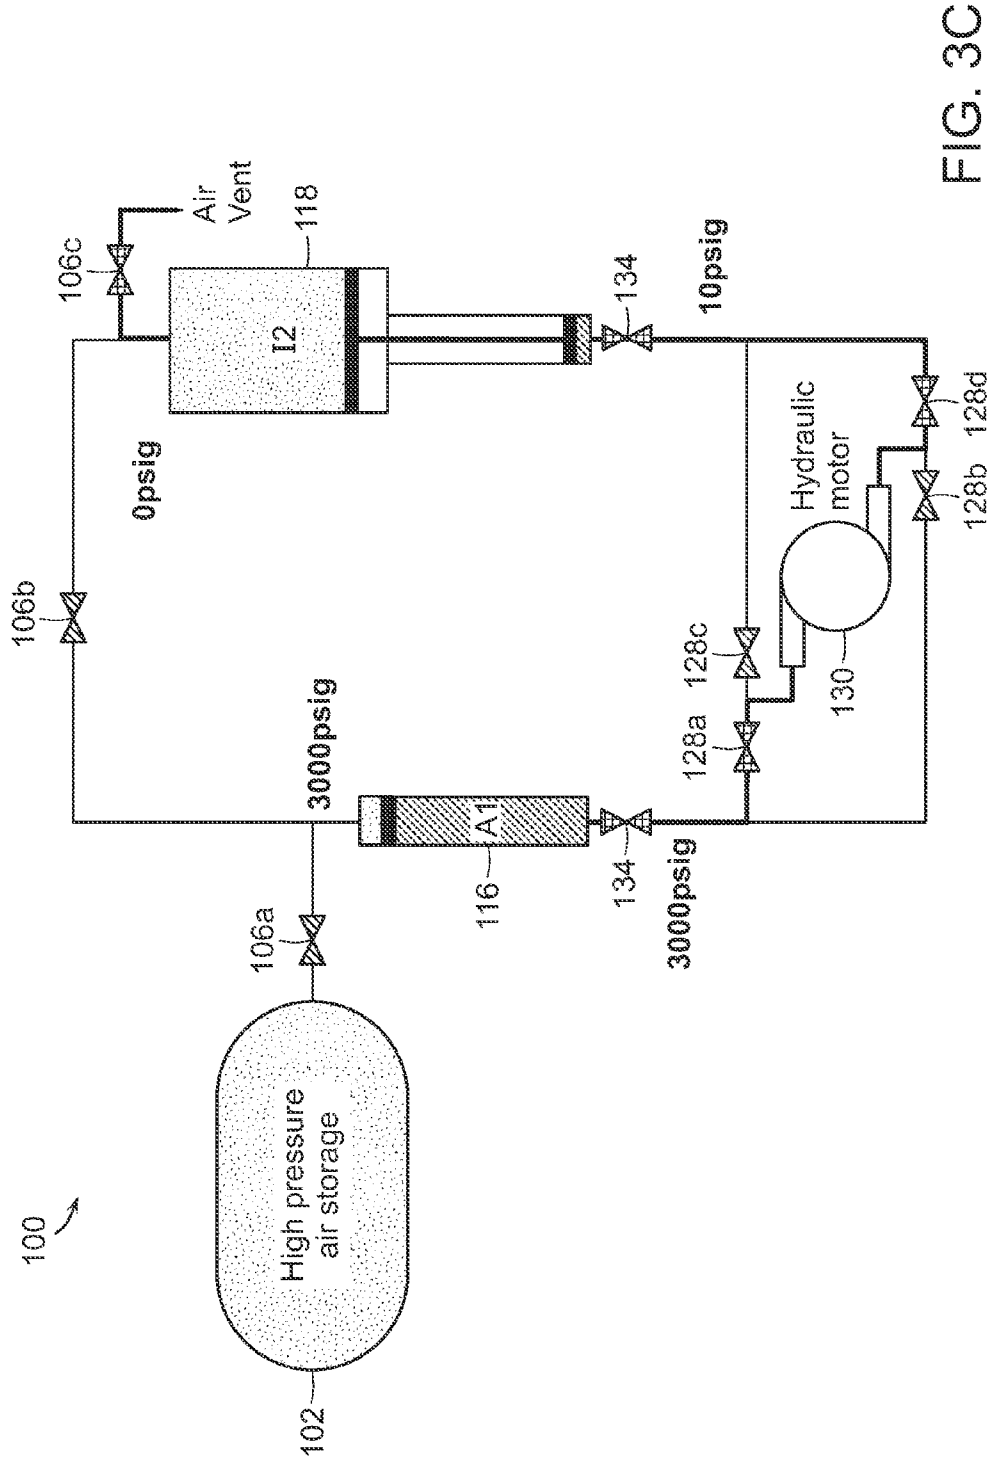 100
102
High pressure
air storage
106a
106b
3000psig
0psig
106c
Air
Vent
118
I2
A1
116
134
3000psig
134
10psig
128a
128c
Hydraulic
motor
130
128b
128d
FIG. 3C